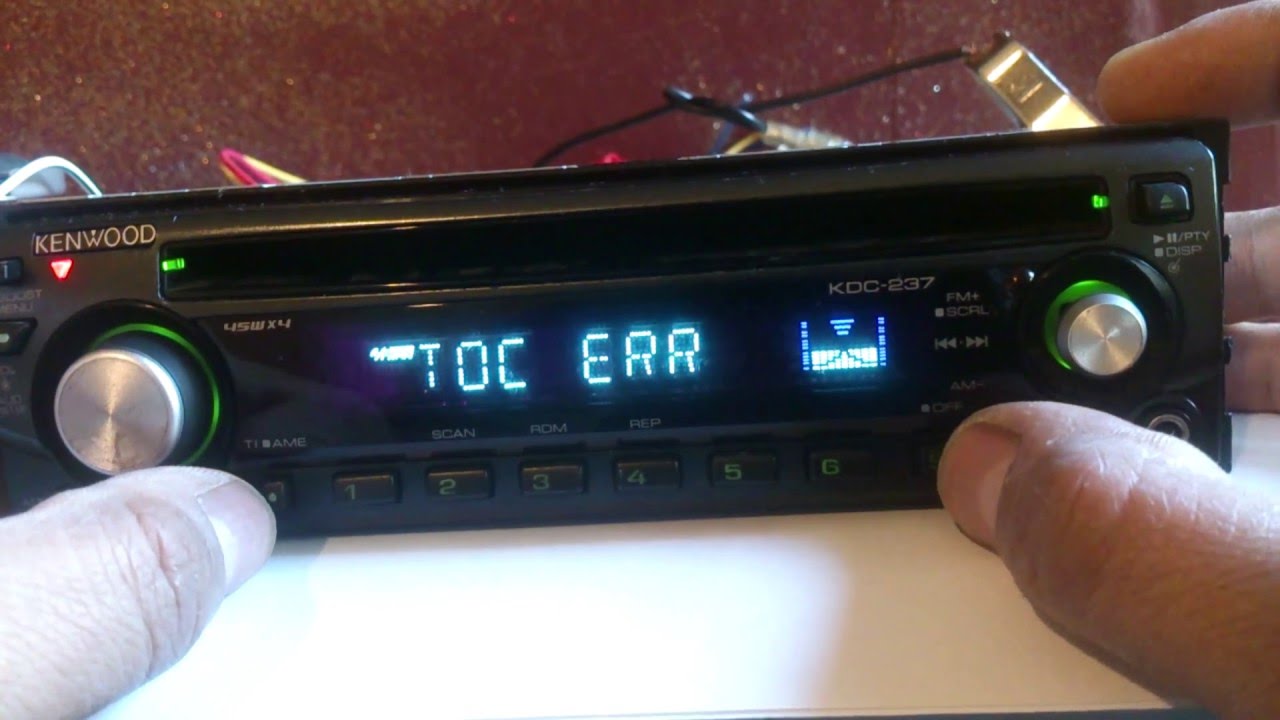 KENWOOD
KDC-237
/PTY
DISP
FM+
SCRL
45W x 4
TOC ERR
AM-
OFF
TI AME
SCAN RDM REP
1 2 3 4 5 6